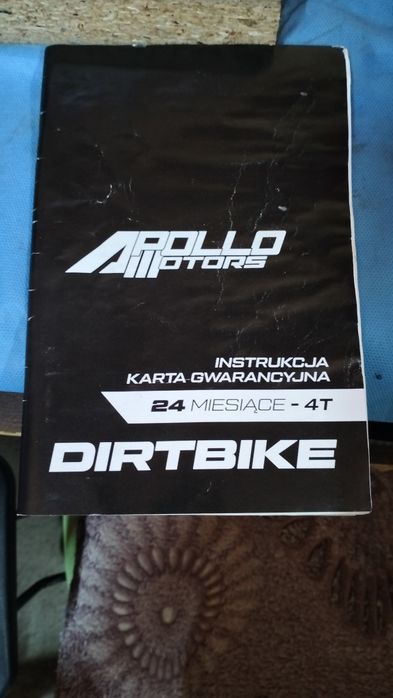 APOLLO
MOTORS
INSTRUKCJA
KARTA GWARANCYJNA
24 MIESIĄCE - 4T
DIRTBIKE